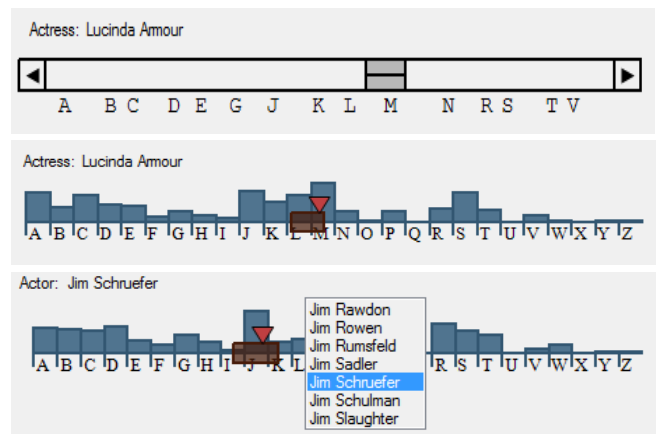 Actress: Lucinda Armour
A B C D E G J K L M N R S T V
Actress: Lucinda Armour
A B C D E F G H I J K L M N O P Q R S T U V W X Y Z
Actor: Jim Schruefer
Jim Rawdon
Jim Rowen
Jim Rumsfeld
Jim Sadler
Jim Schruefer
Jim Schulman
Jim Slaughter
A B C D E F G H I J K L R S T U V W X Y Z